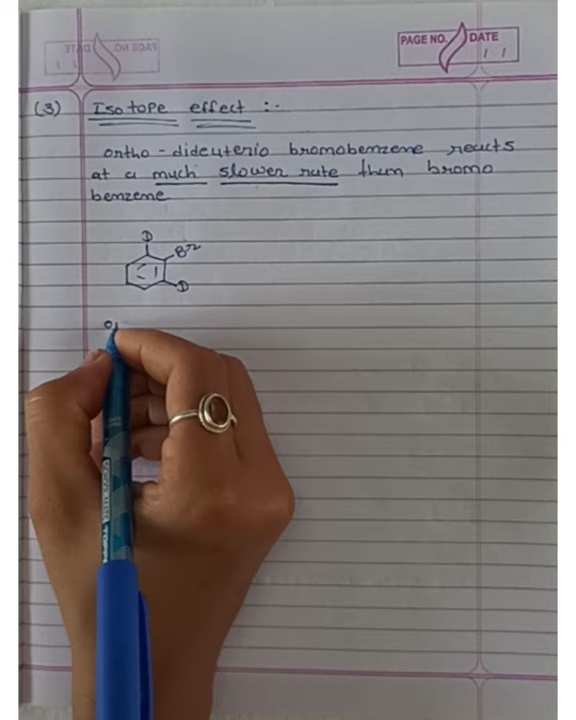 PAGE NO.
DATE
/ /
(3) Isotope effect :-
ortho - dideuterio bromobenzene reacts
at a much slower rate than bromo
benzene
D
Br
D